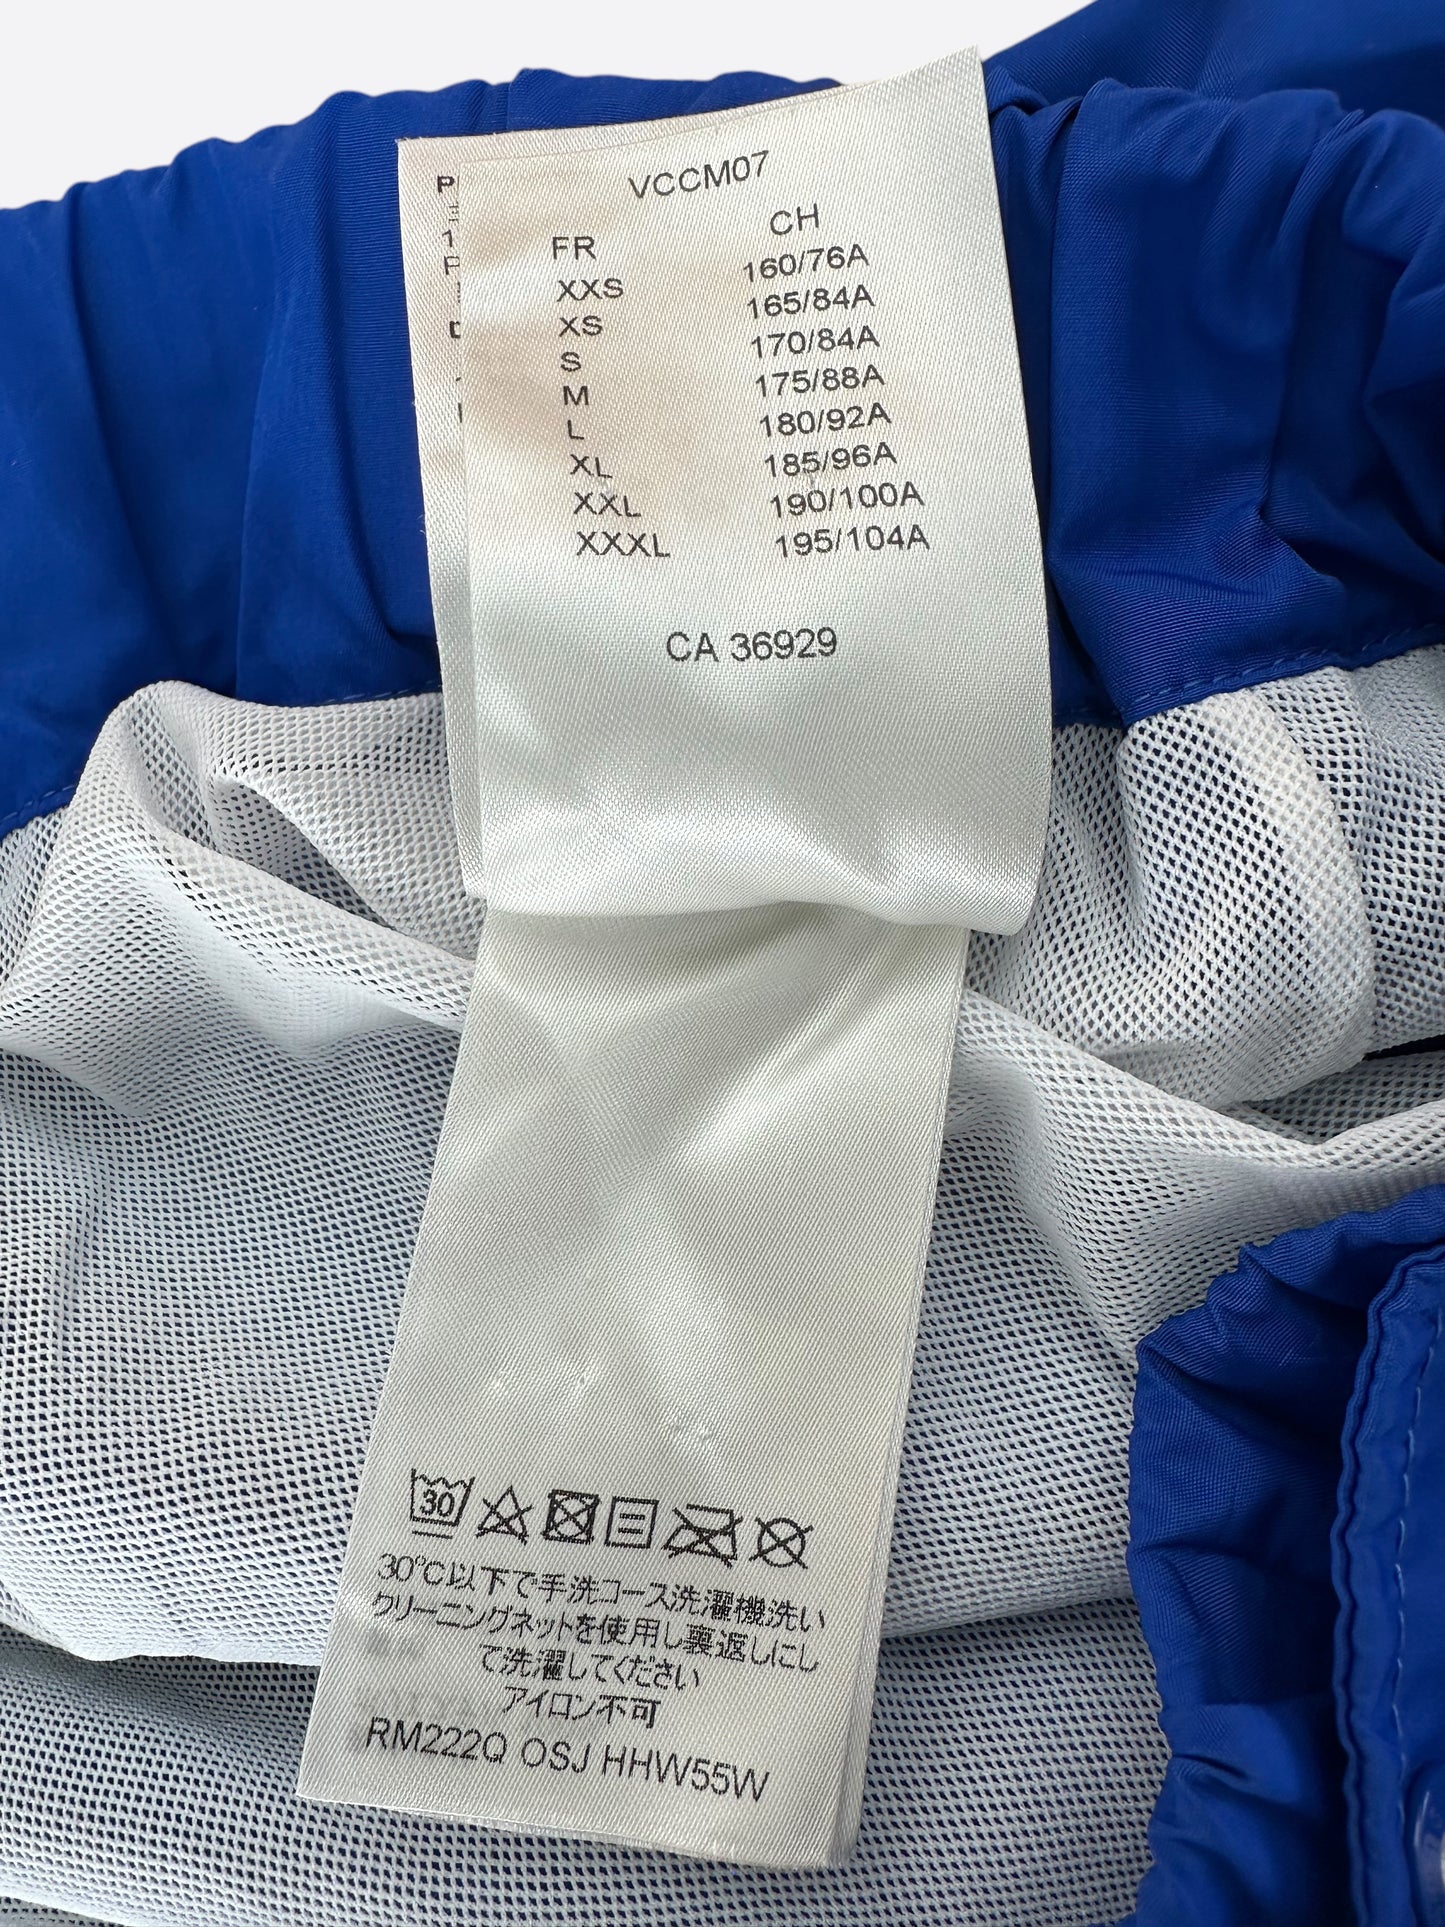 VCCM07
FR CH
XXS 160/76A
XS 165/84A
S 170/84A
M 175/88A
L 180/92A
XL 185/96A
XXL 190/100A
XXXL 195/104A
CA 36929
30
30℃以下で手洗コース洗濯機洗い
クリーニングネットを使用し裏返しにし
て洗濯してください
アイロン不可
RM222Q OSJ HHW55W